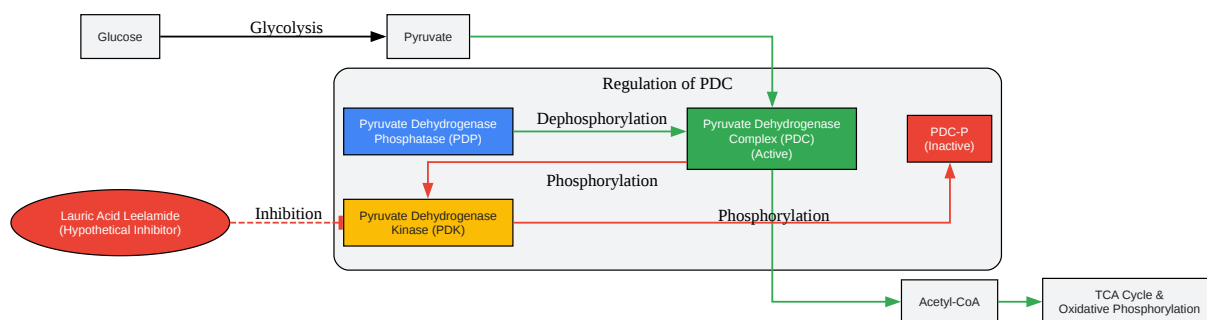 Glucose
Glycolysis
Pyruvate
Regulation of PDC
Pyruvate Dehydrogenase
Phosphatase (PDP)
Dephosphorylation
Pyruvate Dehydrogenase
Complex (PDC)
(Active)
PDC-P
(Inactive)
Phosphorylation
Lauric Acid Leelamide
(Hypothetical Inhibitor)
Inhibition
Pyruvate Dehydrogenase
Kinase (PDK)
Phosphorylation
Acetyl-CoA
TCA Cycle &
Oxidative Phosphorylation